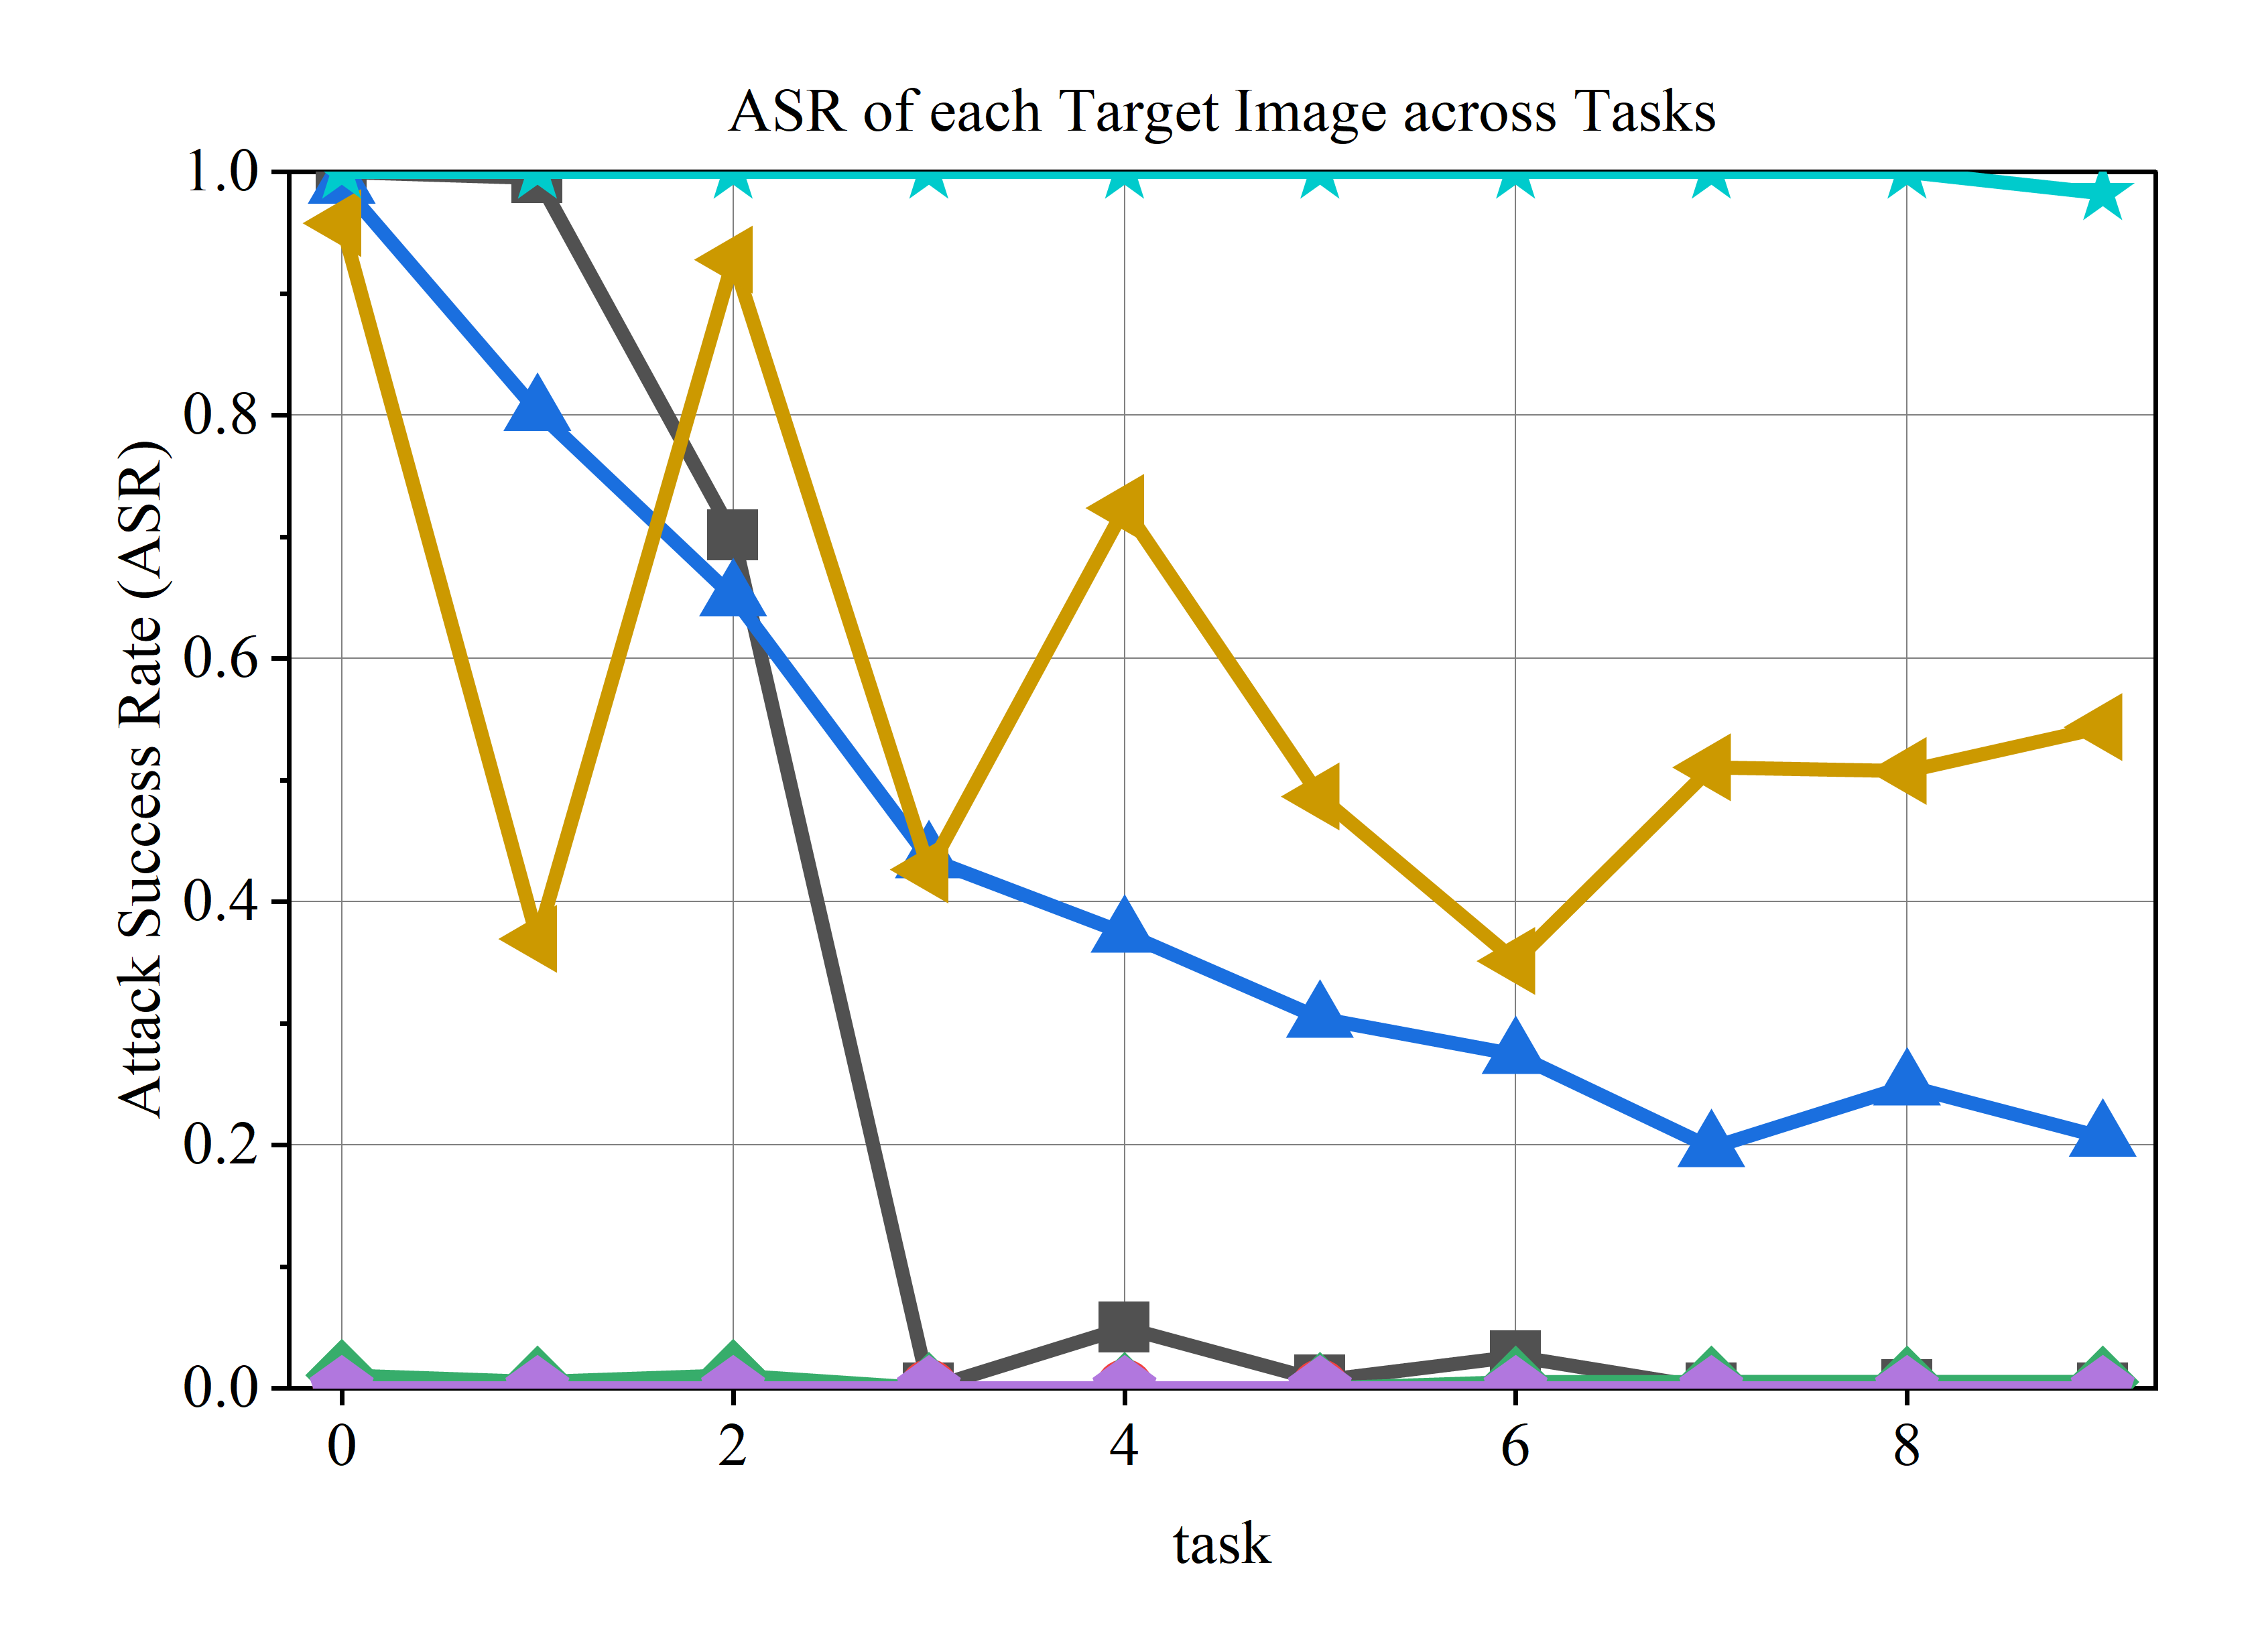 ASR of each Target Image across Tasks
1.0
0.8
0.6
0.4
0.2
0.0
Attack Success Rate (ASR)
0 2 4 6 8
task